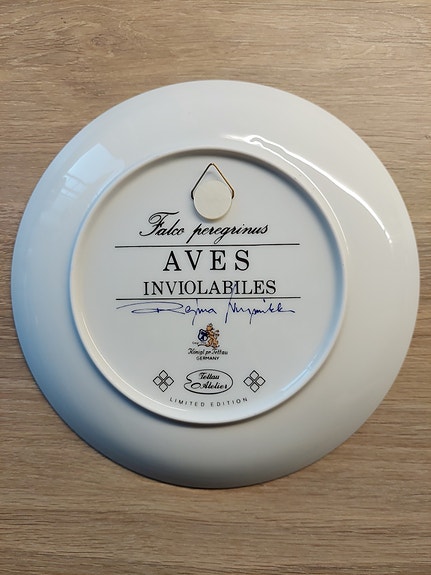 Falco peregrinus
AVES
INVIOLABILES
Königl pr. Tettau
GERMANY
Tettau
Atelier
LIMITED EDITION